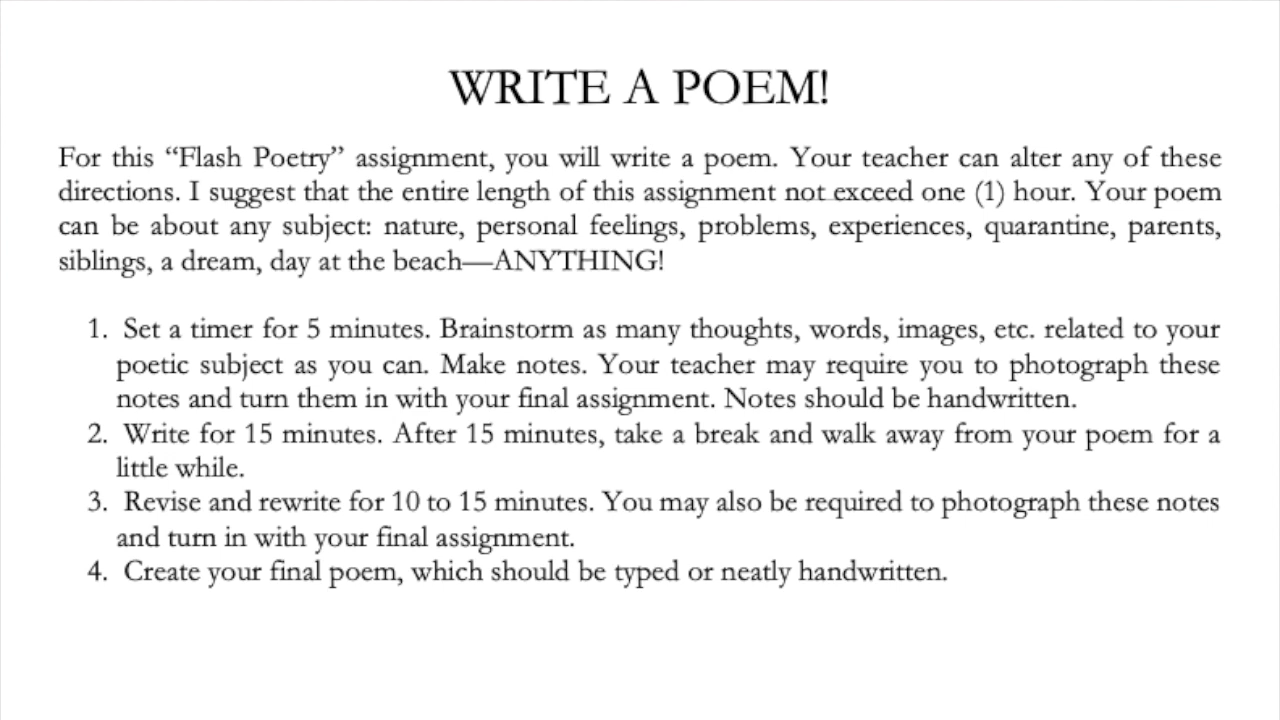 WRITE A POEM!
For this “Flash Poetry” assignment, you will write a poem. Your teacher can alter any of these
directions. I suggest that the entire length of this assignment not exceed one (1) hour. Your poem
can be about any subject: nature, personal feelings, problems, experiences, quarantine, parents,
siblings, a dream, day at the beach—ANYTHING!
1. Set a timer for 5 minutes. Brainstorm as many thoughts, words, images, etc. related to your
poetic subject as you can. Make notes. Your teacher may require you to photograph these
notes and turn them in with your final assignment. Notes should be handwritten.
2. Write for 15 minutes. After 15 minutes, take a break and walk away from your poem for a
little while.
3. Revise and rewrite for 10 to 15 minutes. You may also be required to photograph these notes
and turn in with your final assignment.
4. Create your final poem, which should be typed or neatly handwritten.